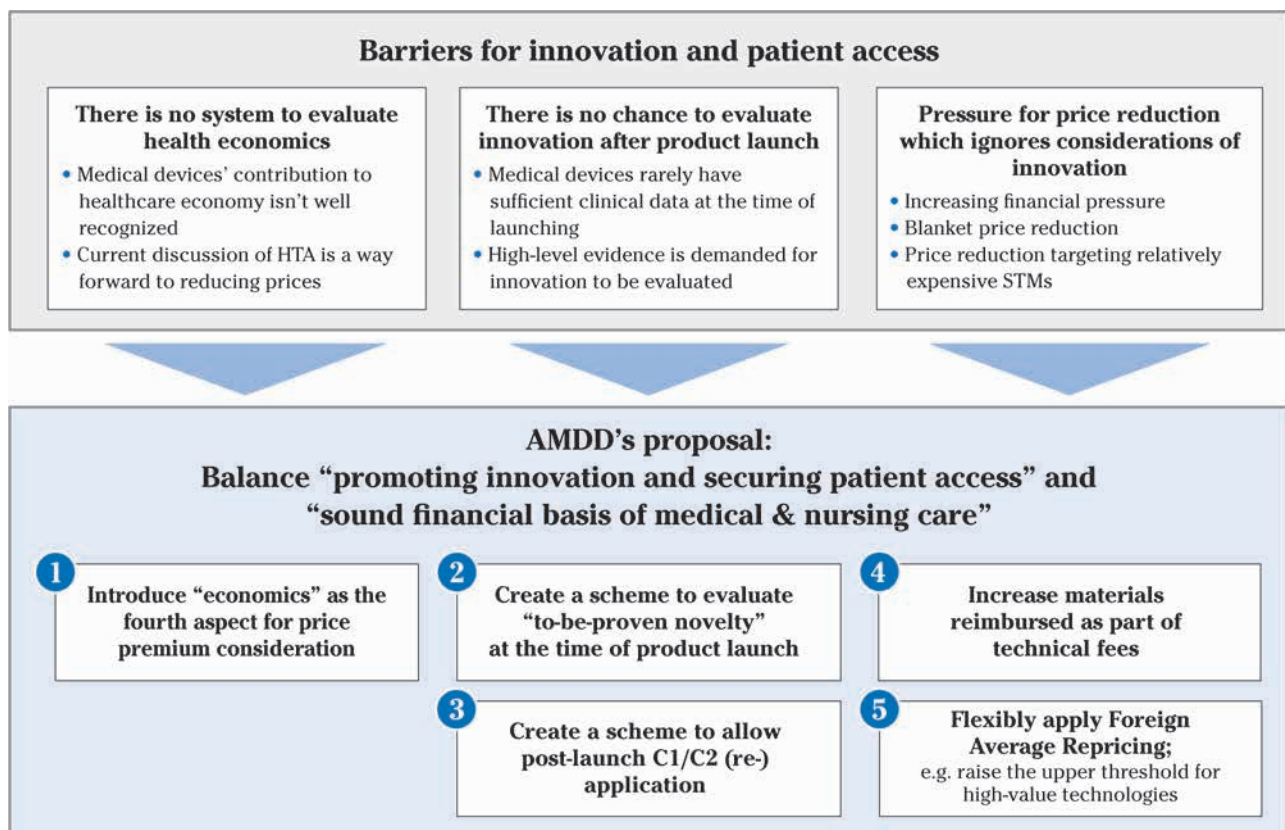 Barriers for innovation and patient access
There is no system to evaluate
health economics
• Medical devices' contribution to
healthcare economy isn't well
recognized
• Current discussion of HTA is a way
forward to reducing prices
There is no chance to evaluate
innovation after product launch
• Medical devices rarely have
sufficient clinical data at the time of
launching
• High-level evidence is demanded for
innovation to be evaluated
Pressure for price reduction
which ignores considerations of
innovation
• Increasing financial pressure
• Blanket price reduction
• Price reduction targeting relatively
expensive STMs
AMDD's proposal:
Balance “promoting innovation and securing patient access” and
“sound financial basis of medical & nursing care”
1
Introduce “economics” as the
fourth aspect for price
premium consideration
2
Create a scheme to evaluate
“to-be-proven novelty”
at the time of product launch
3
Create a scheme to allow
post-launch C1/C2 (re-)
application
4
Increase materials
reimbursed as part of
technical fees
5
Flexibly apply Foreign
Average Repricing;
e.g. raise the upper threshold for
high-value technologies